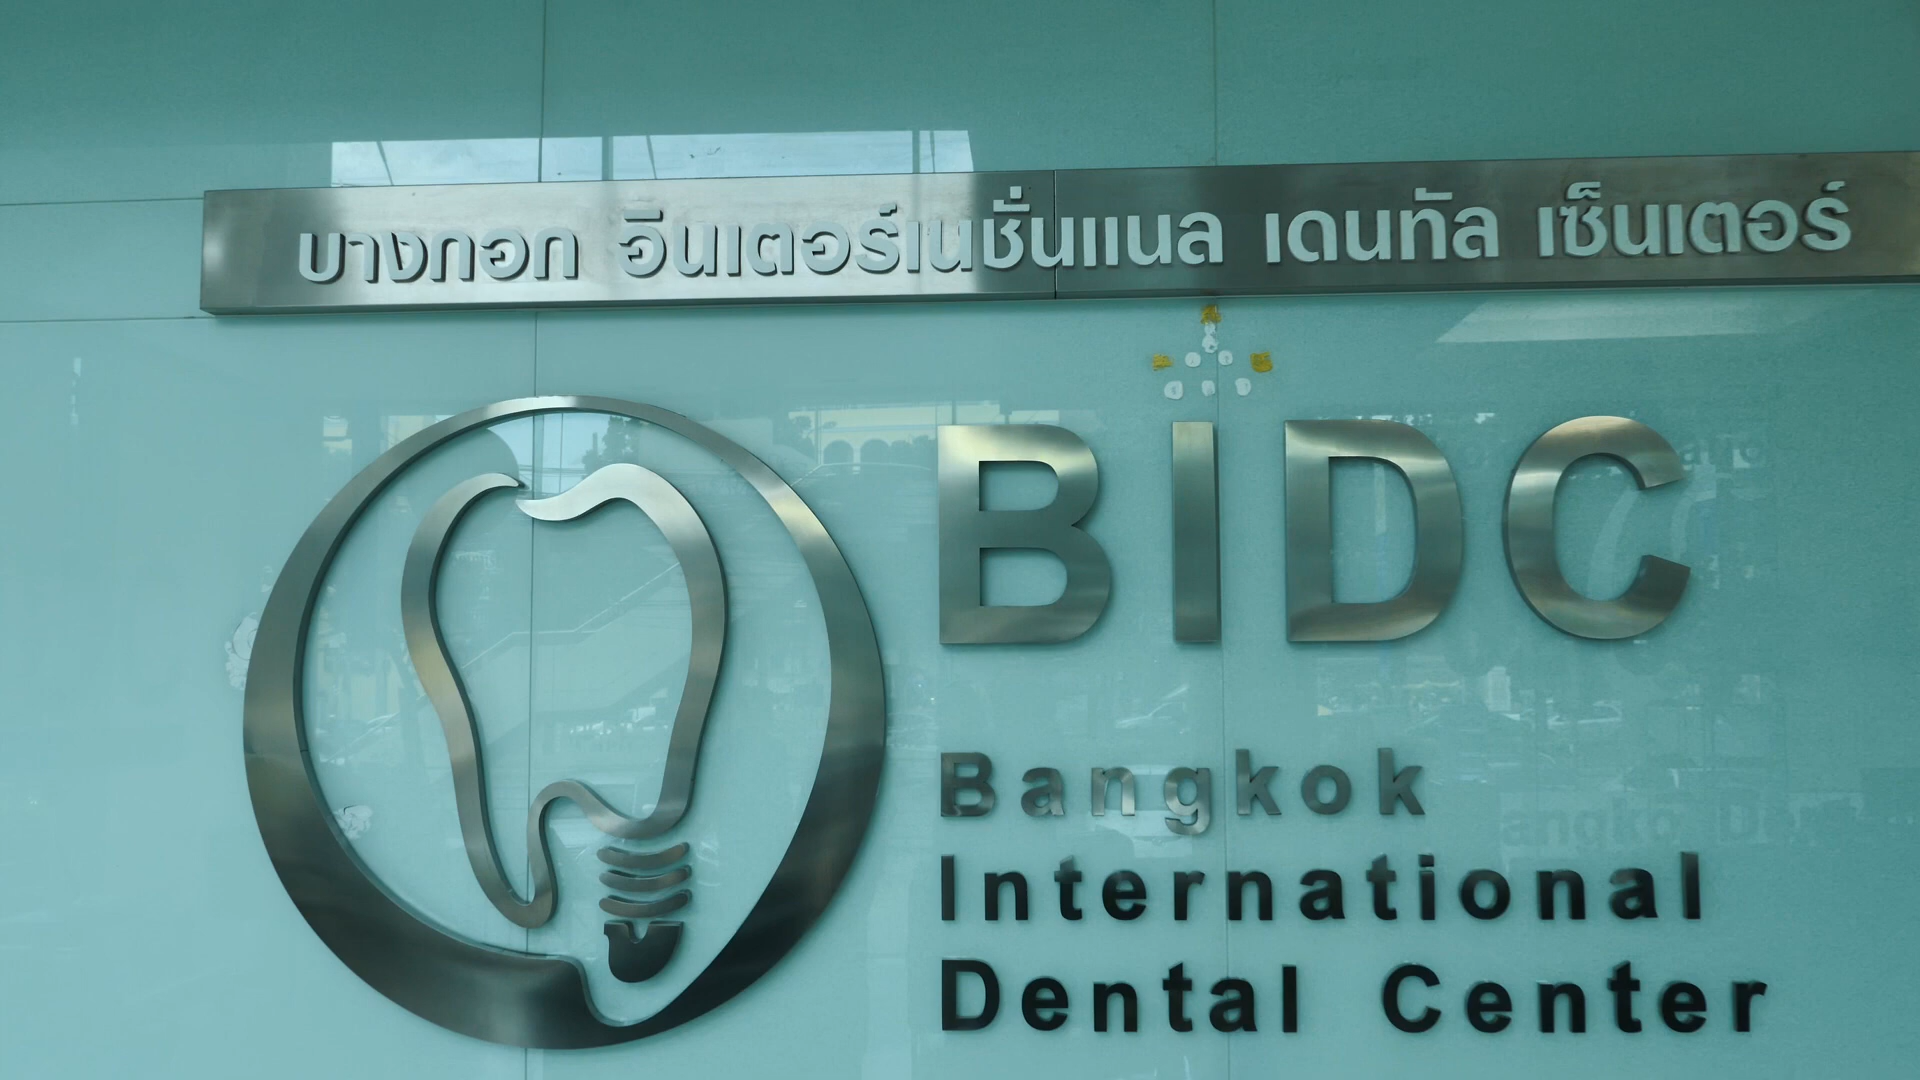 บางกอก อินเตอร์เนชั่นแนล เดนทัล เซ็นเตอร์
BIDC
Bangkok
International
Dental Center